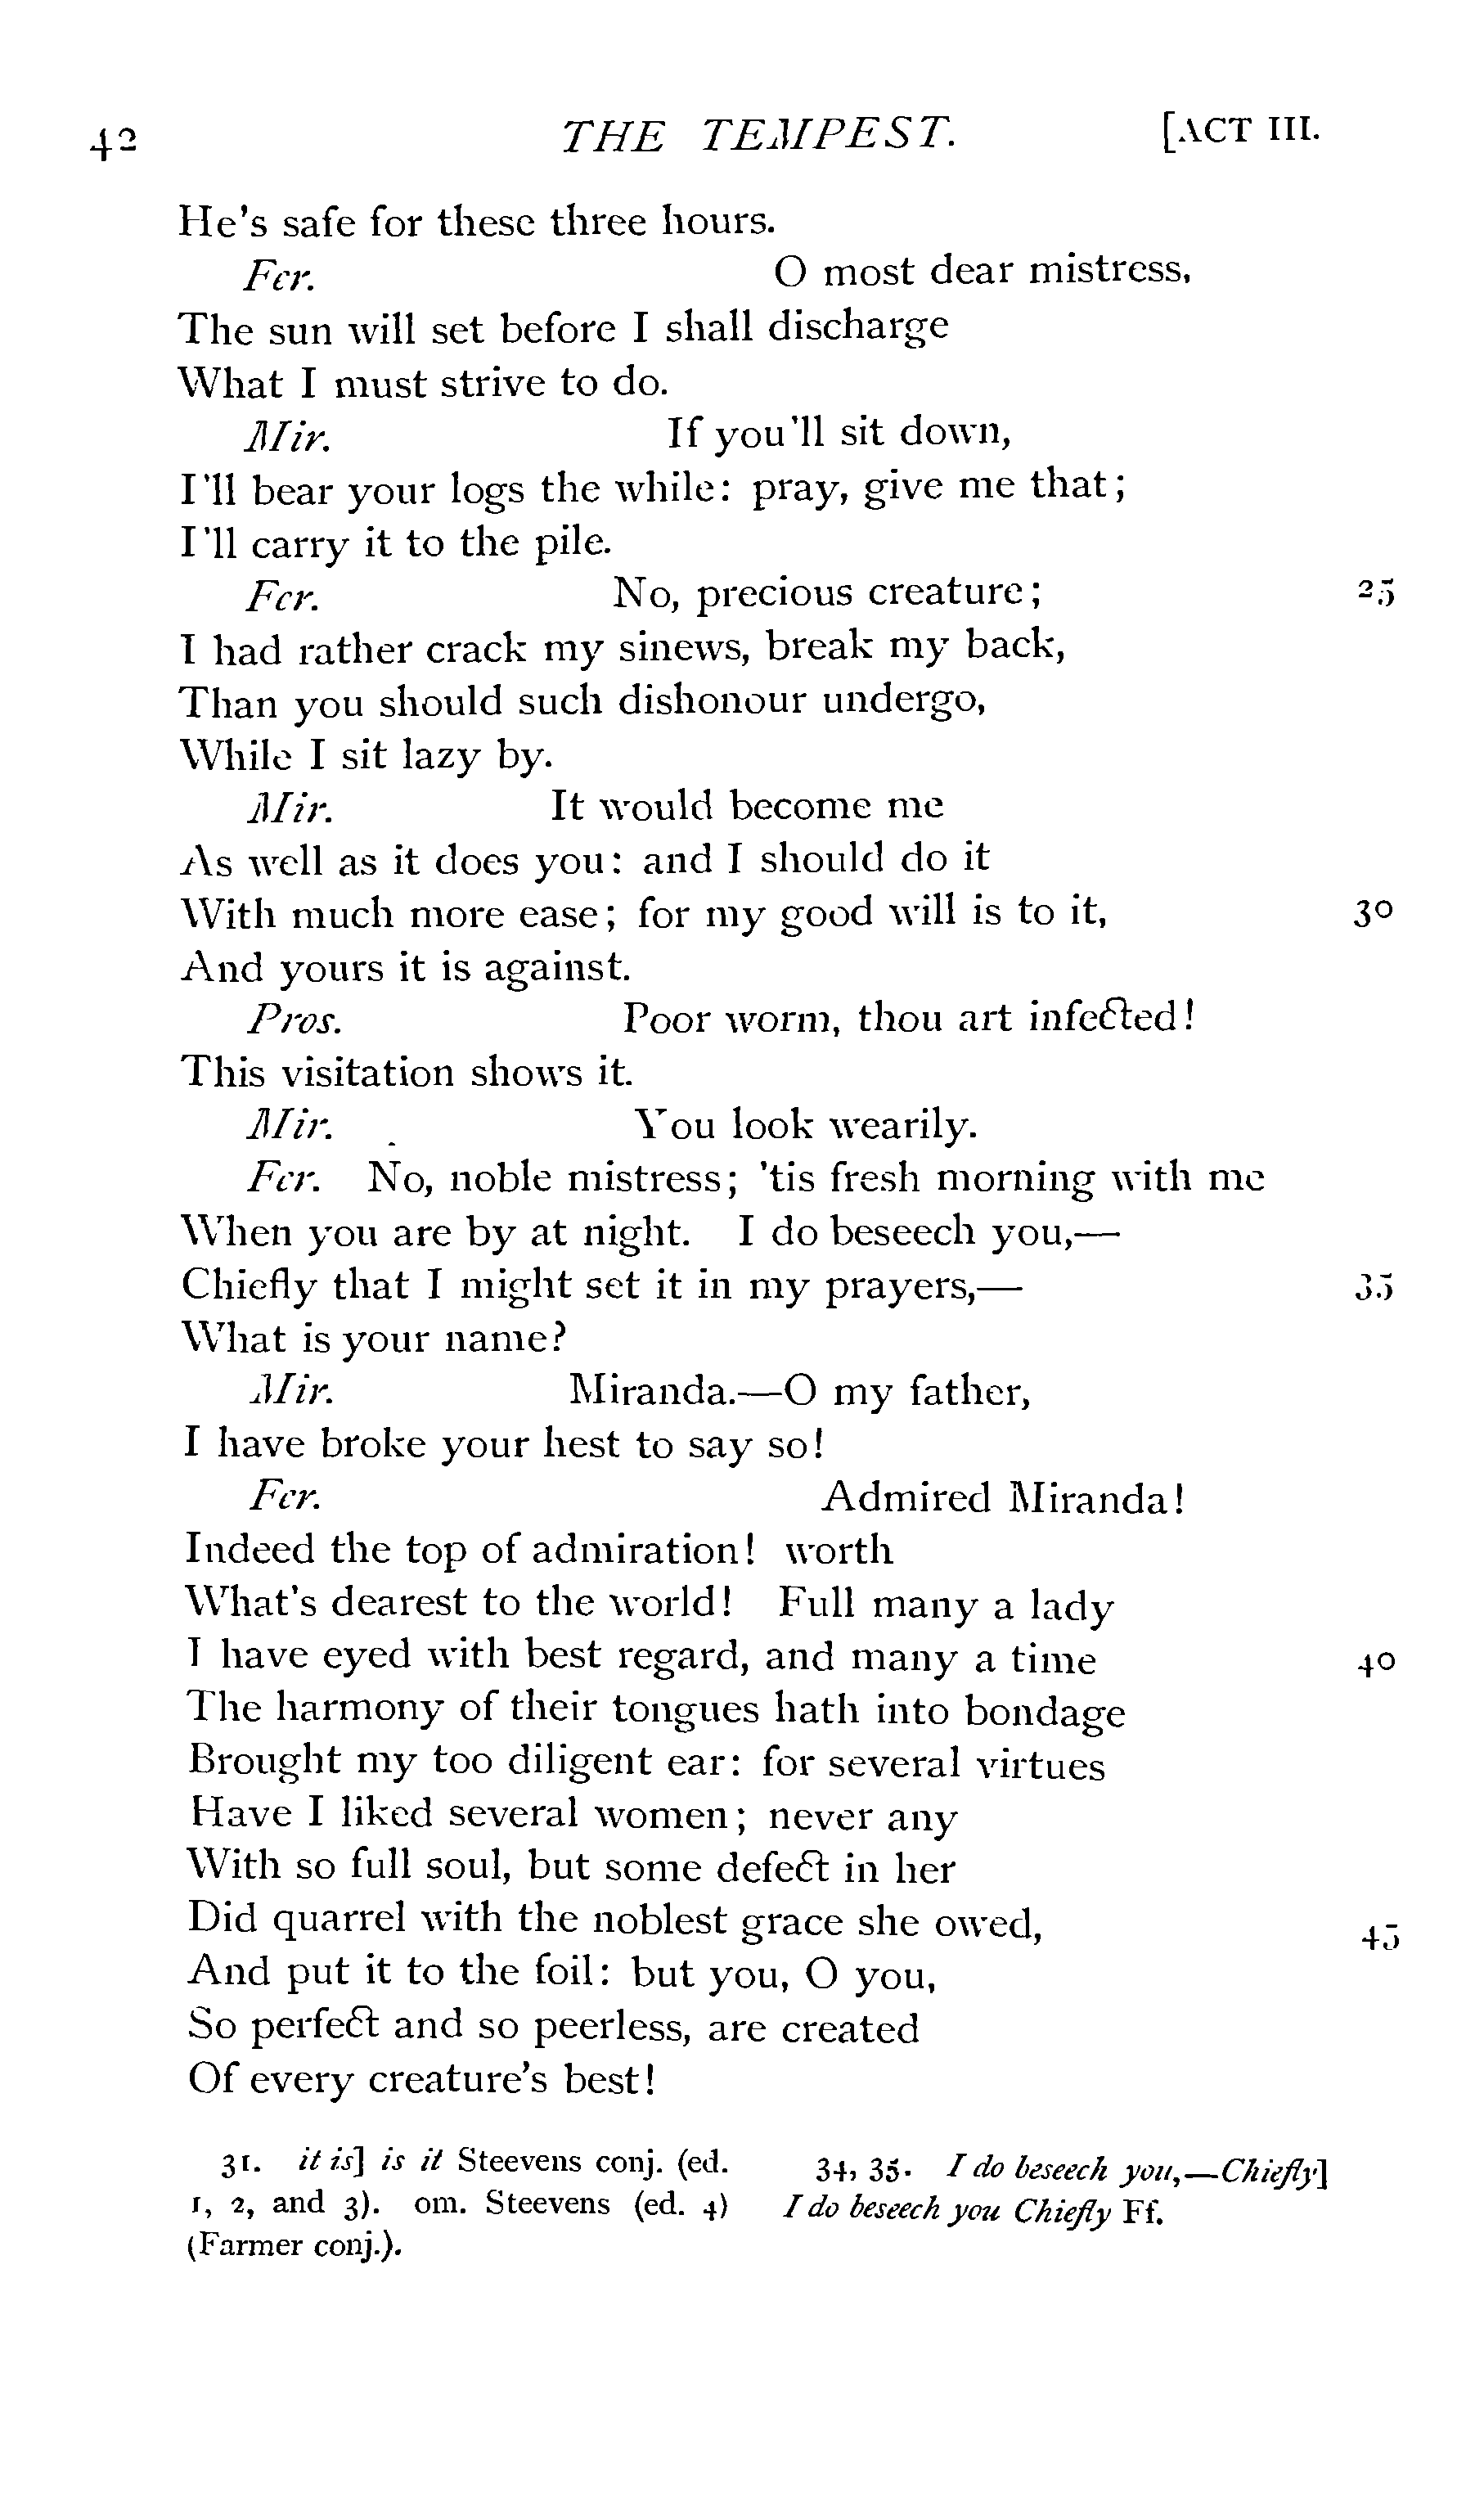 42 THE TEMPEST. [ACT III.
He's safe for these three hours.
Fer. O most dear mistress,
The sun will set before I shall discharge
What I must strive to do.
Mir. If you'll sit down,
I'll bear your logs the while: pray, give me that;
I'll carry it to the pile.
Fer. No, precious creature; 25
I had rather crack my sinews, break my back,
Than you should such dishonour undergo,
While I sit lazy by.
Mir. It would become me
As well as it does you: and I should do it
With much more ease; for my good will is to it, 30
And yours it is against.
Pros. Poor worm, thou art infected!
This visitation shows it.
Mir. You look wearily.
Fer. No, noble mistress; 'tis fresh morning with me
When you are by at night. I do beseech you,—
Chiefly that I might set it in my prayers,— 35
What is your name?
Mir. Miranda.—O my father,
I have broke your hest to say so!
Fer. Admired Miranda!
Indeed the top of admiration! worth
What's dearest to the world! Full many a lady
I have eyed with best regard, and many a time 40
The harmony of their tongues hath into bondage
Brought my too diligent ear: for several virtues
Have I liked several women; never any
With so full soul, but some defect in her
Did quarrel with the noblest grace she owed, 45
And put it to the foil: but you, O you,
So perfect and so peerless, are created
Of every creature's best!
31. it is] is it Steevens conj. (ed.
1, 2, and 3). om. Steevens (ed. 4)
(Farmer conj.).
34, 35. I do beseech you,—Chiefly]
I do beseech you Chiefly Ff.